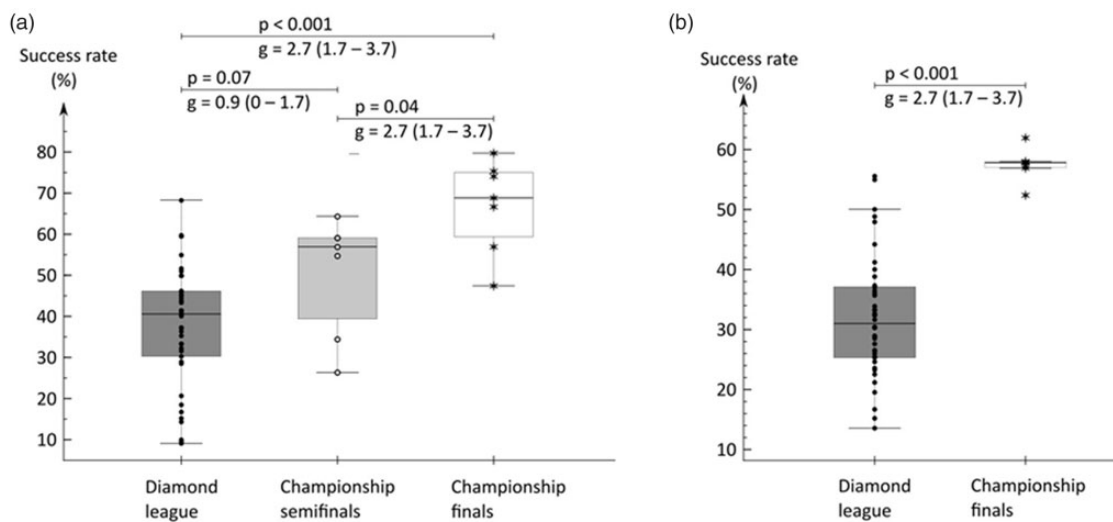 (a)
p < 0.001
g = 2.7 (1.7 – 3.7)
Success rate
(%)
p = 0.07
g = 0.9 (0 – 1.7)
p = 0.04
g = 2.7 (1.7 – 3.7)
80
70
60
50
40
30
20
10
Diamond
league
Championship
semifinals
Championship
finals
(b)
Success rate
(%)
p < 0.001
g = 2.7 (1.7 – 3.7)
60
50
40
30
20
10
Diamond
league
Championship
finals